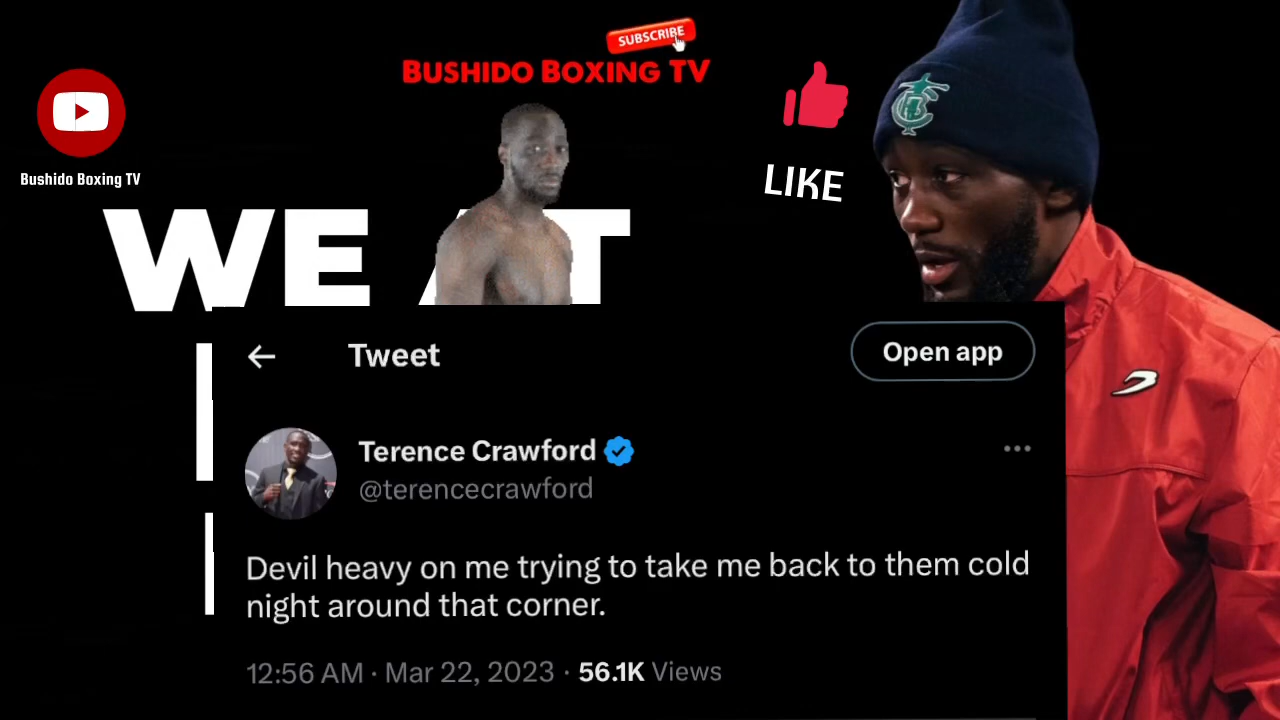 SUBSCRIBE
BUSHIDO BOXING TV
Bushido Boxing TV
LIKE
WE
T
Tweet
Open app
Terence Crawford
@terencecrawford
Devil heavy on me trying to take me back to them cold
night around that corner.
12:56 AM · Mar 22, 2023 · 56.1K Views